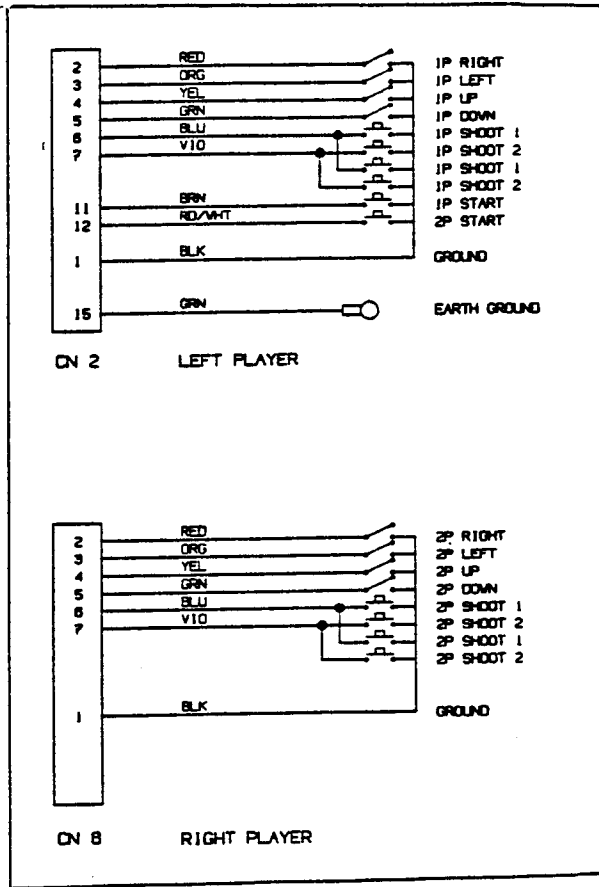 2 RED 1P RIGHT
3 ORG 1P LEFT
4 YEL 1P UP
5 GRN 1P DOWN
6 BLU 1P SHOOT 1
7 VIO 1P SHOOT 2
1P SHOOT 1
1P SHOOT 2
11 BRN 1P START
12 RD/WHT 2P START
1 BLK GROUND
15 GRN EARTH GROUND
CN 2 LEFT PLAYER
2 RED 2P RIGHT
3 ORG 2P LEFT
4 YEL 2P UP
5 GRN 2P DOWN
6 BLU 2P SHOOT 1
7 VIO 2P SHOOT 2
2P SHOOT 1
2P SHOOT 2
1 BLK GROUND
CN 8 RIGHT PLAYER